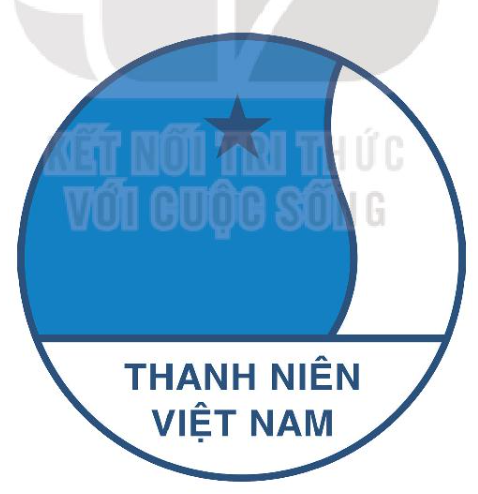 KẾT NỐI TRI THỨC
VỚI CUỘC SỐNG
THANH NIÊN
VIỆT NAM